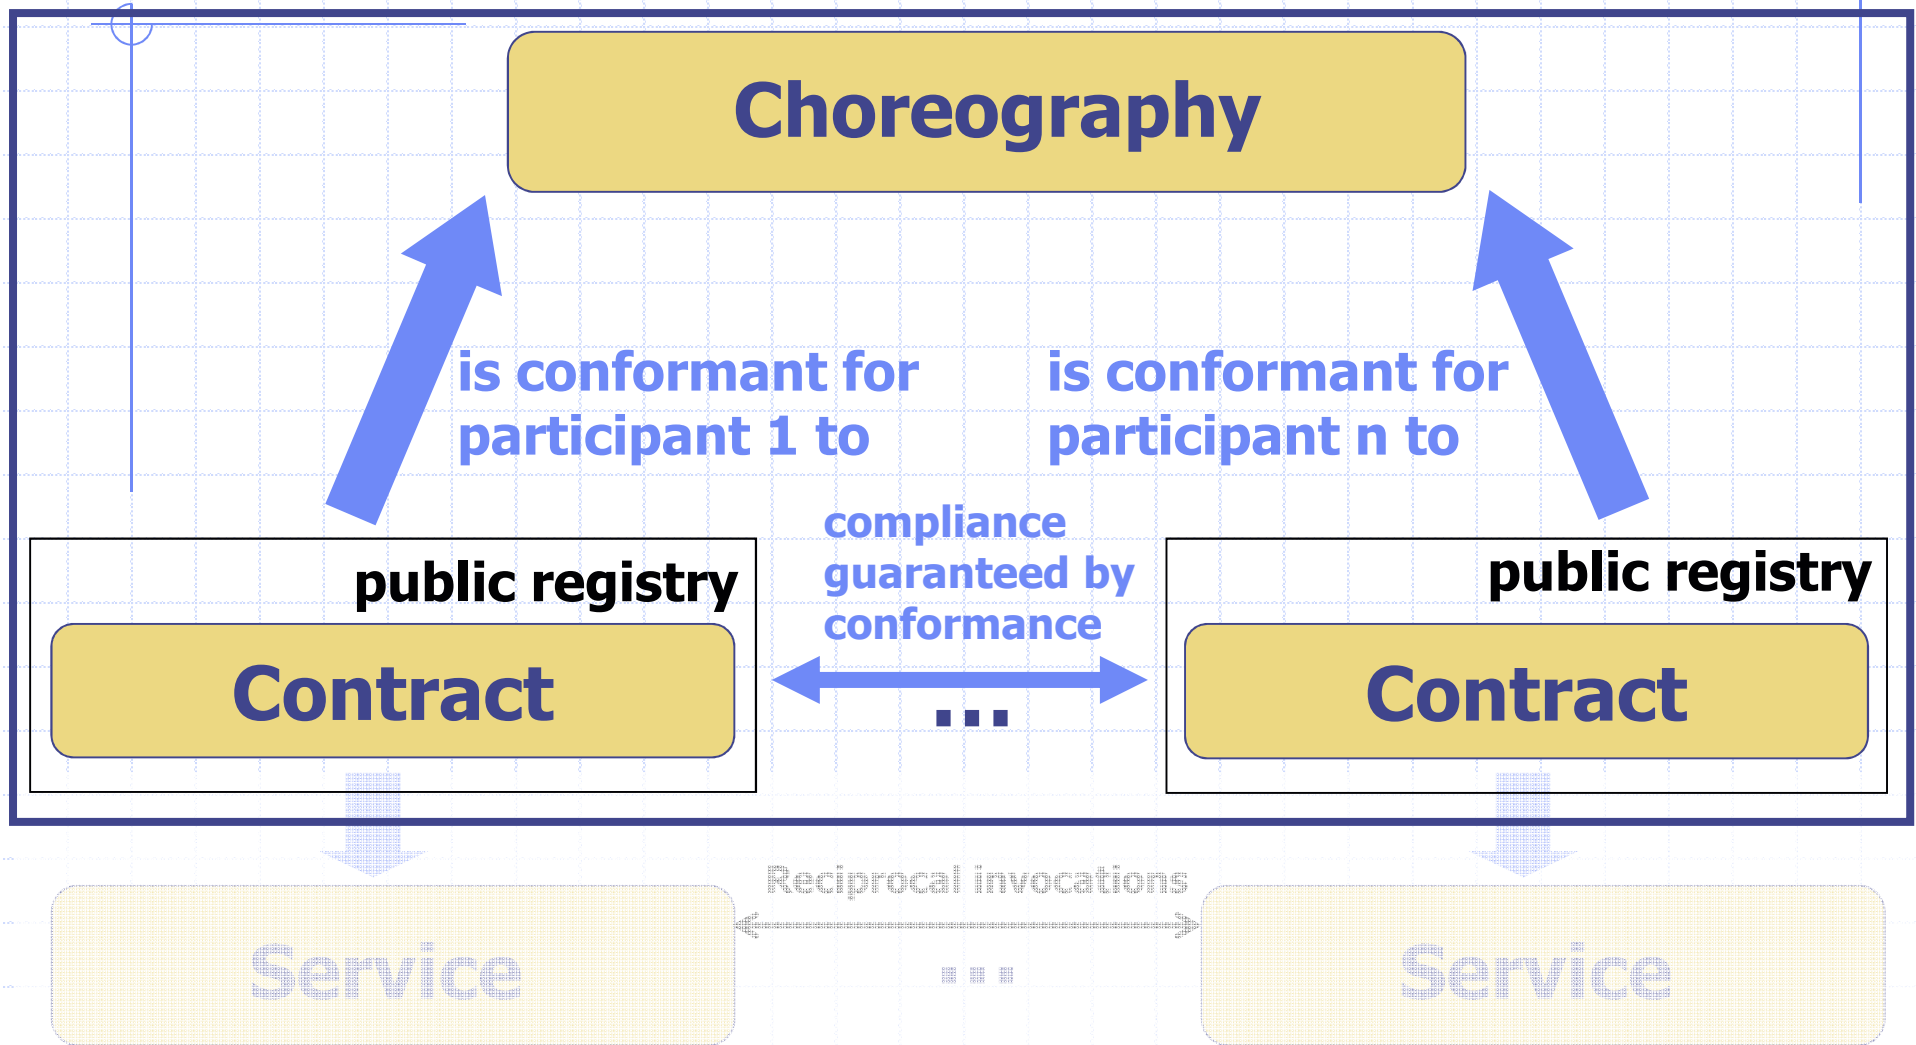 Choreography
is conformant for
participant 1 to
is conformant for
participant n to
compliance
guaranteed by
conformance
public registry
public registry
Contract
...
Contract
Reciprocal invocations
Service
...
Service